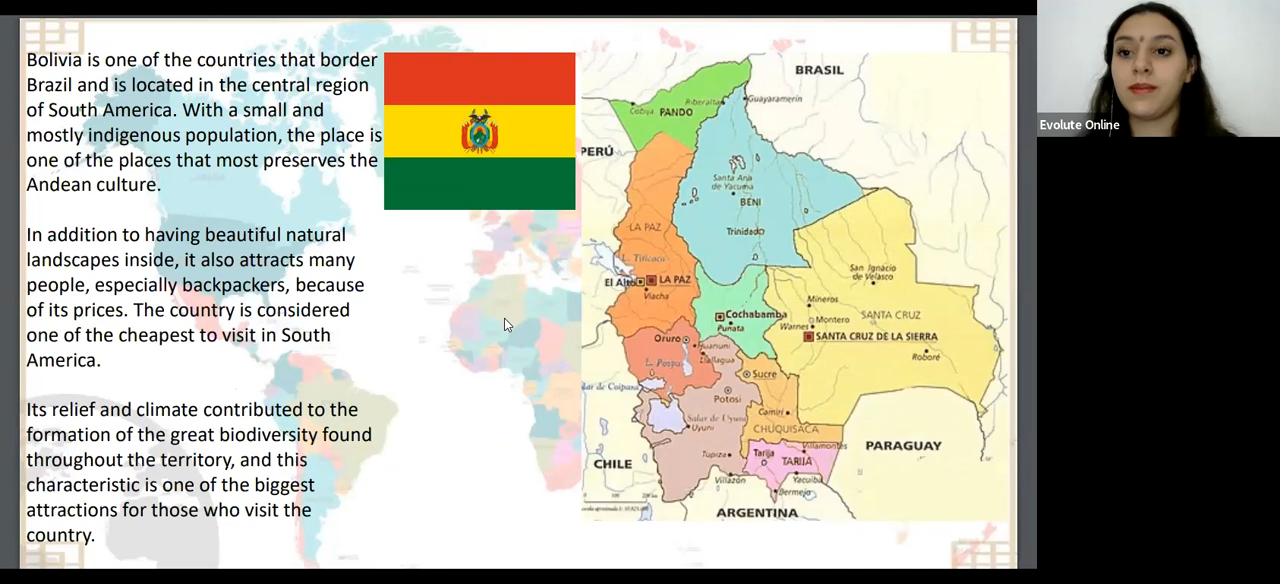 Bolivia is one of the countries that border
Brazil and is located in the central region
of South America. With a small and
mostly indigenous population, the place is
one of the places that most preserves the
Andean culture.
In addition to having beautiful natural
landscapes inside, it also attracts many
people, especially backpackers, because
of its prices. The country is considered
one of the cheapest to visit in South
America.
Its relief and climate contributed to the
formation of the great biodiversity found
throughout the territory, and this
characteristic is one of the biggest
attractions for those who visit the
country.
BRASIL
Riberalta
Guayaramerín
Cobija
PANDO
PERÚ
Santa Ana
de Yacuma
BENI
LA PAZ
Trinidad
L. Titicaca
El Alto
LA PAZ
Viacha
San Ignacio
de Velasco
Mineros
Montero
SANTA CRUZ
Cochabamba
Punata
Warnes
SANTA CRUZ DE LA SIERRA
Oruro
Huanuni
Llallagua
Roboré
L. Poopó
Sucre
Salar de Coipasa
Potosí
Camiri
Salar de Uyuni
Uyuni
CHUQUISACA
Villamontes
PARAGUAY
Tupiza
Tarija
TARIJA
CHILE
Villazón
Yacuiba
Bermejo
ARGENTINA
Evolute Online